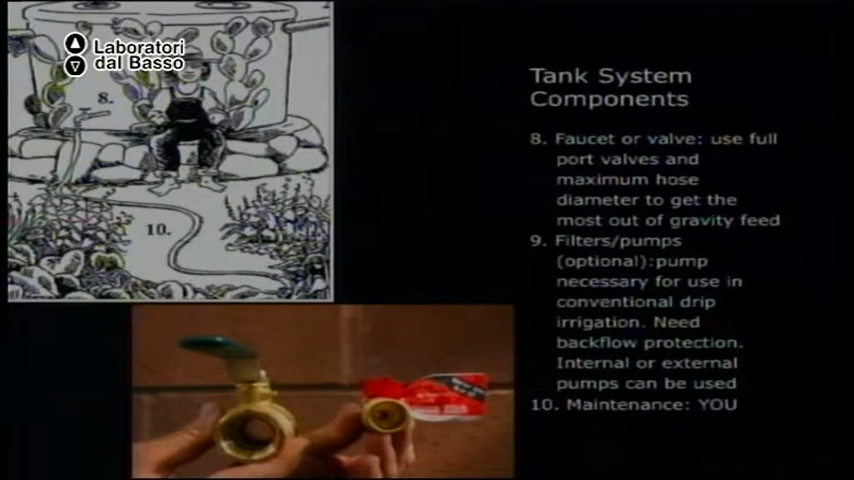 Laboratori
dal Basso
8.
10.
Tank System
Components
8. Faucet or valve: use full
port valves and
maximum hose
diameter to get the
most out of gravity feed
9. Filters/pumps
(optional):pump
necessary for use in
conventional drip
irrigation. Need
backflow protection.
Internal or external
pumps can be used
10. Maintenance: YOU